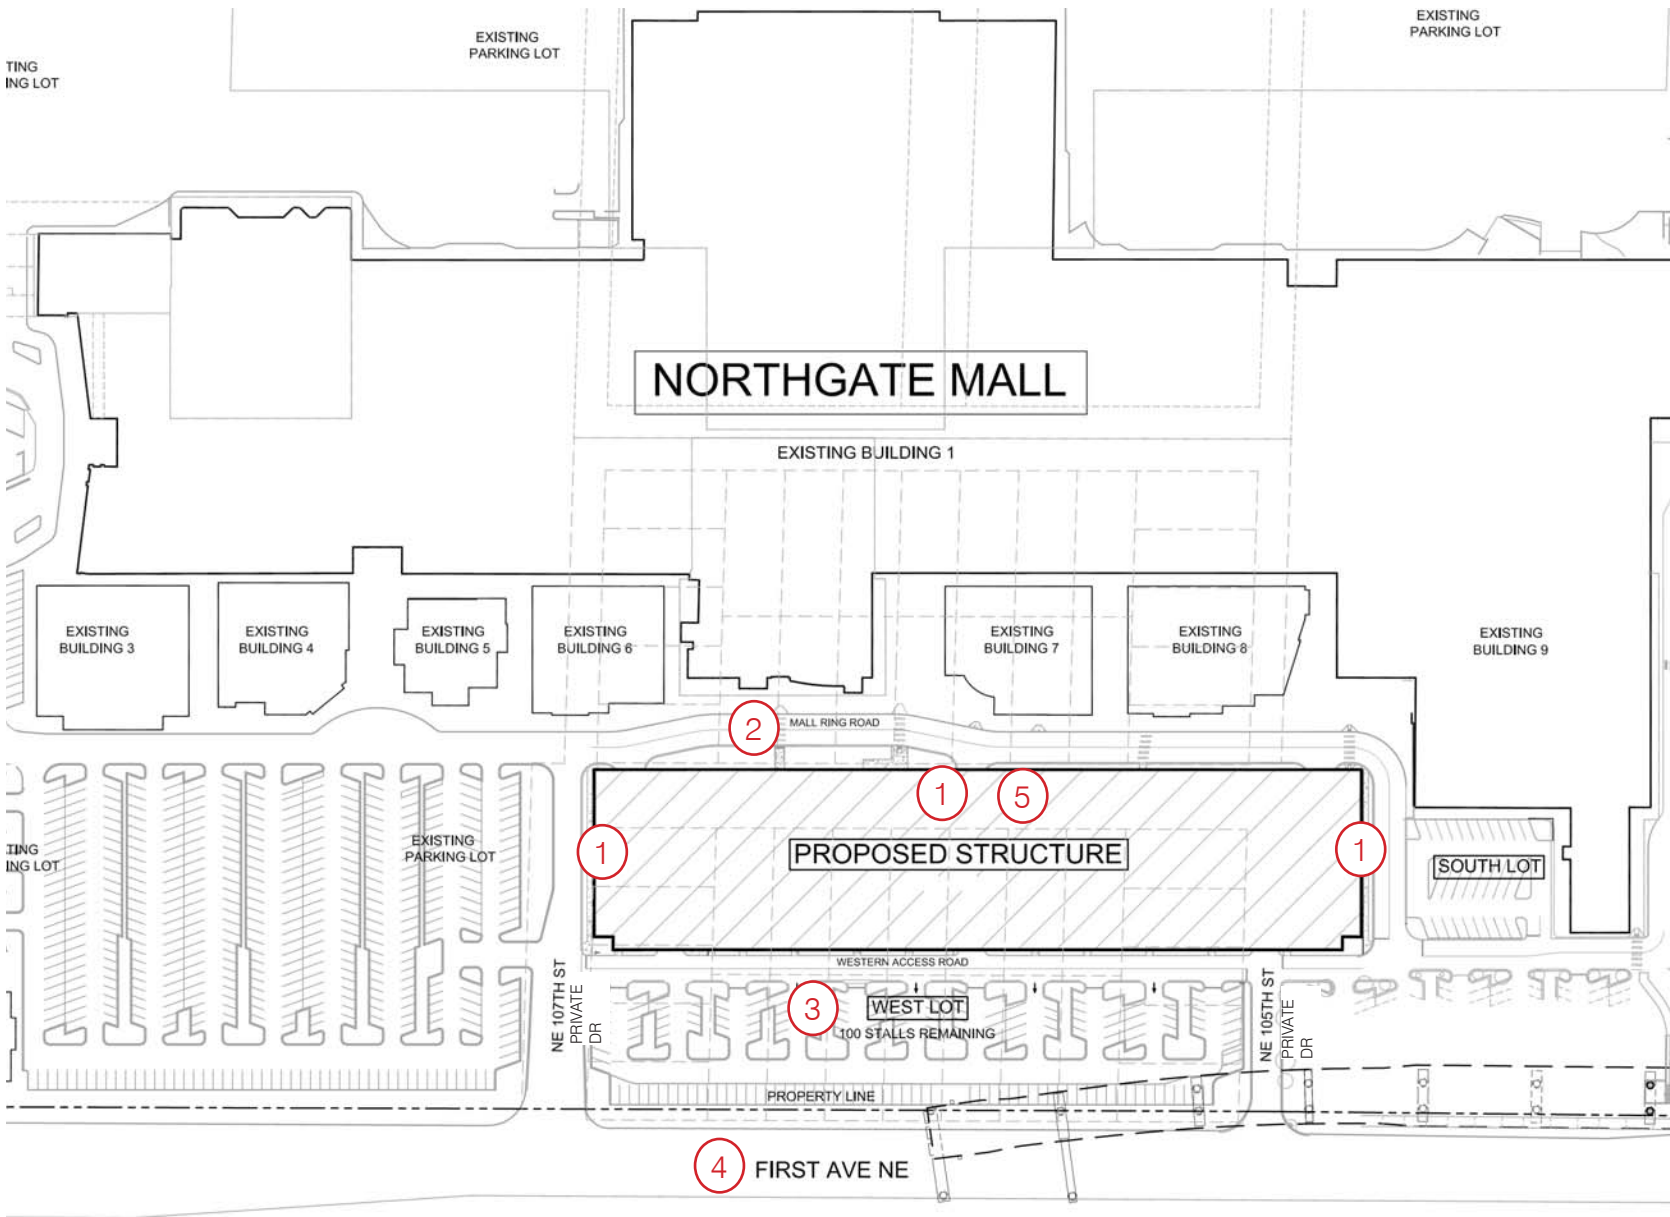 EXISTING
PARKING LOT
EXISTING
PARKING LOT
TING
ING LOT
NORTHGATE MALL
EXISTING BUILDING 1
EXISTING
BUILDING 3
EXISTING
BUILDING 4
EXISTING
BUILDING 5
EXISTING
BUILDING 6
EXISTING
BUILDING 7
EXISTING
BUILDING 8
EXISTING
BUILDING 9
2
MALL RING ROAD
1
5
EXISTING
PARKING LOT
TING
ING LOT
1
PROPOSED STRUCTURE
1
SOUTH LOT
WESTERN ACCESS ROAD
NE 107TH ST
PRIVATE
DR
3
WEST LOT
100 STALLS REMAINING
NE 105TH ST
PRIVATE
DR
PROPERTY LINE
4
FIRST AVE NE